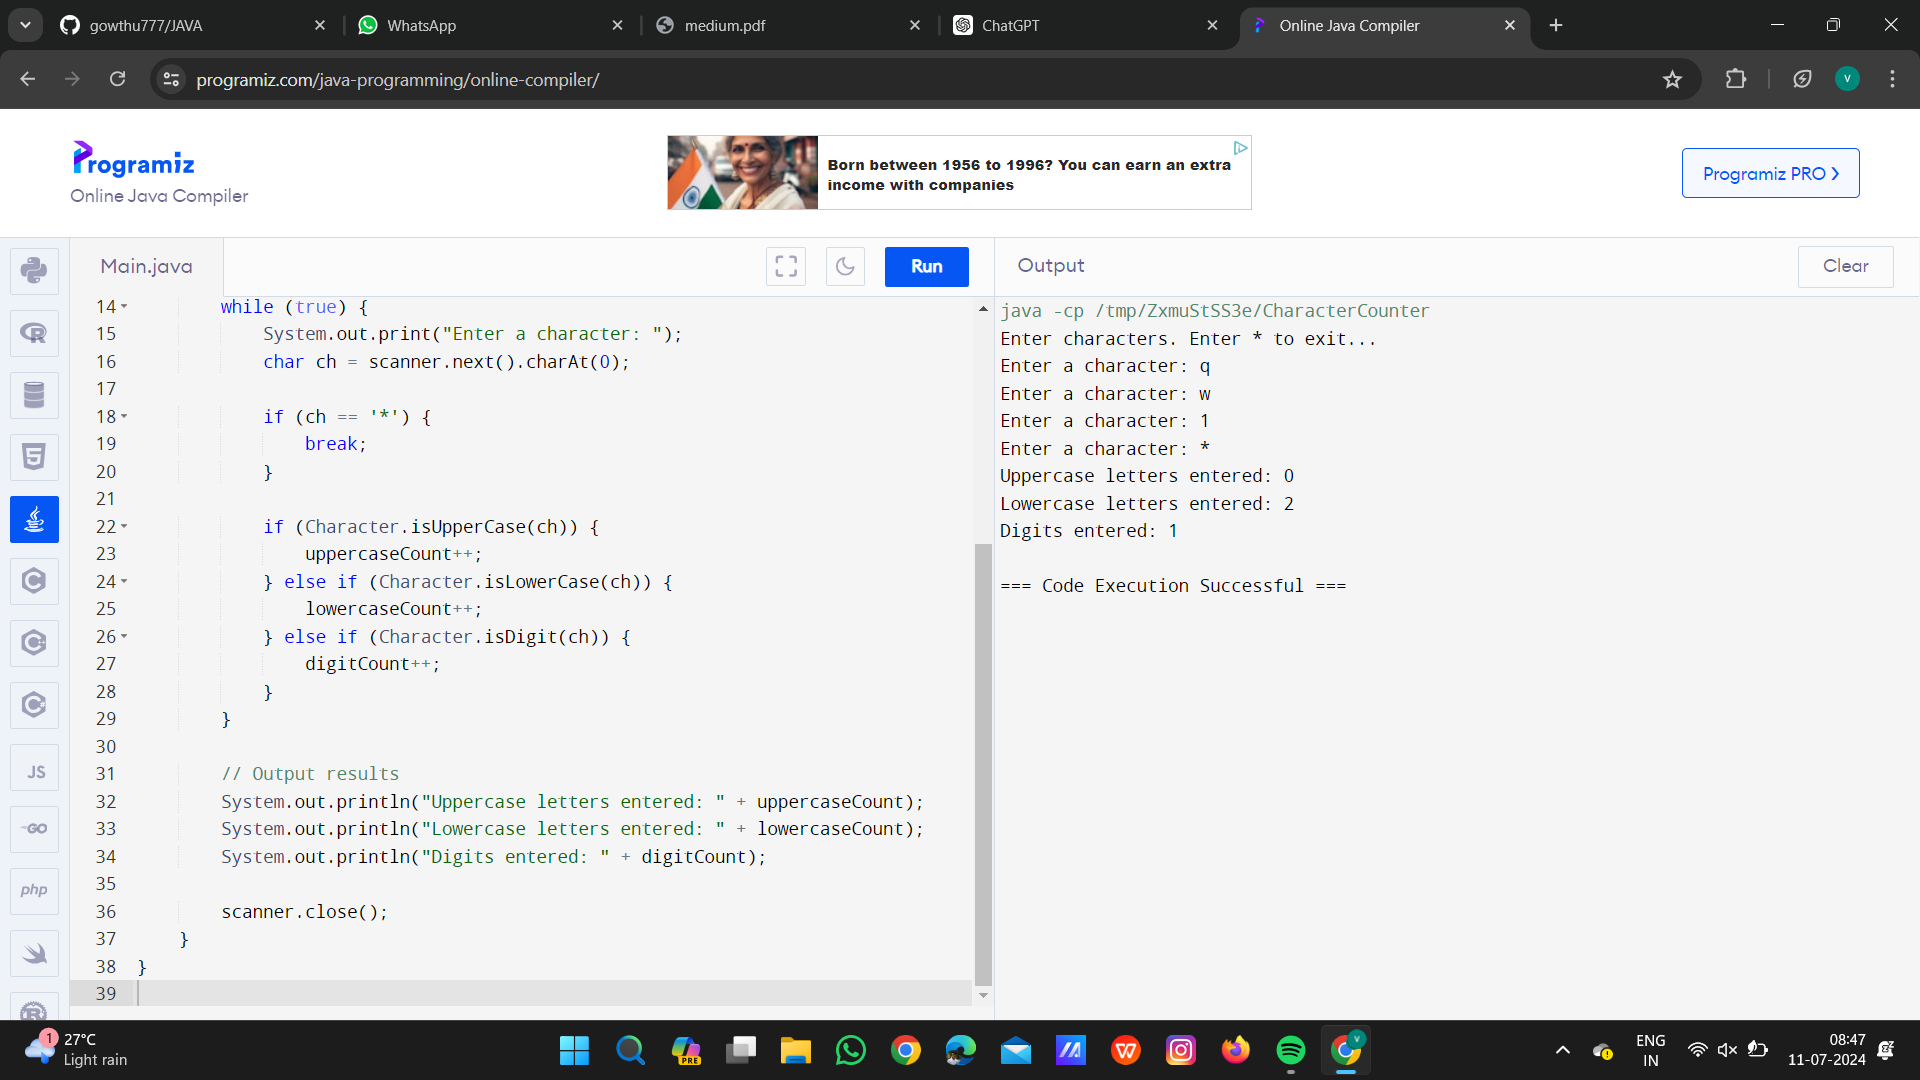 gowthu777/JAVA
WhatsApp
medium.pdf
ChatGPT
Online Java Compiler
programiz.com/java-programming/online-compiler/
V
Programiz
Online Java Compiler
Born between 1956 to 1996? You can earn an extra
income with companies
Programiz PRO
Main.java
Run
Output
Clear
14 while (true) {
15 System.out.print("Enter a character: ");
16 char ch = scanner.next().charAt(0);
17
18 if (ch == '*') {
19 break;
20 }
21
22 if (Character.isUpperCase(ch)) {
23 uppercaseCount++;
24 } else if (Character.isLowerCase(ch)) {
25 lowercaseCount++;
26 } else if (Character.isDigit(ch)) {
27 digitCount++;
28 }
29 }
30
31 // Output results
32 System.out.println("Uppercase letters entered: " + uppercaseCount);
33 System.out.println("Lowercase letters entered: " + lowercaseCount);
34 System.out.println("Digits entered: " + digitCount);
35
36 scanner.close();
37 }
38 }
39
java -cp /tmp/ZxmuStSS3e/CharacterCounter
Enter characters. Enter * to exit...
Enter a character: q
Enter a character: w
Enter a character: 1
Enter a character: *
Uppercase letters entered: 0
Lowercase letters entered: 2
Digits entered: 1
=== Code Execution Successful ===
JS
GO
php
1
27°C
Light rain
PRE
ENG
IN
08:47
11-07-2024